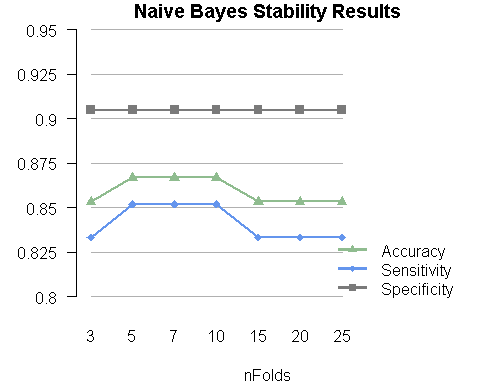 Naive Bayes Stability Results
0.95
0.925
0.9
0.875
0.85
0.825
0.8
Accuracy
Sensitivity
Specificity
3 5 7 10 15 20 25
nFolds